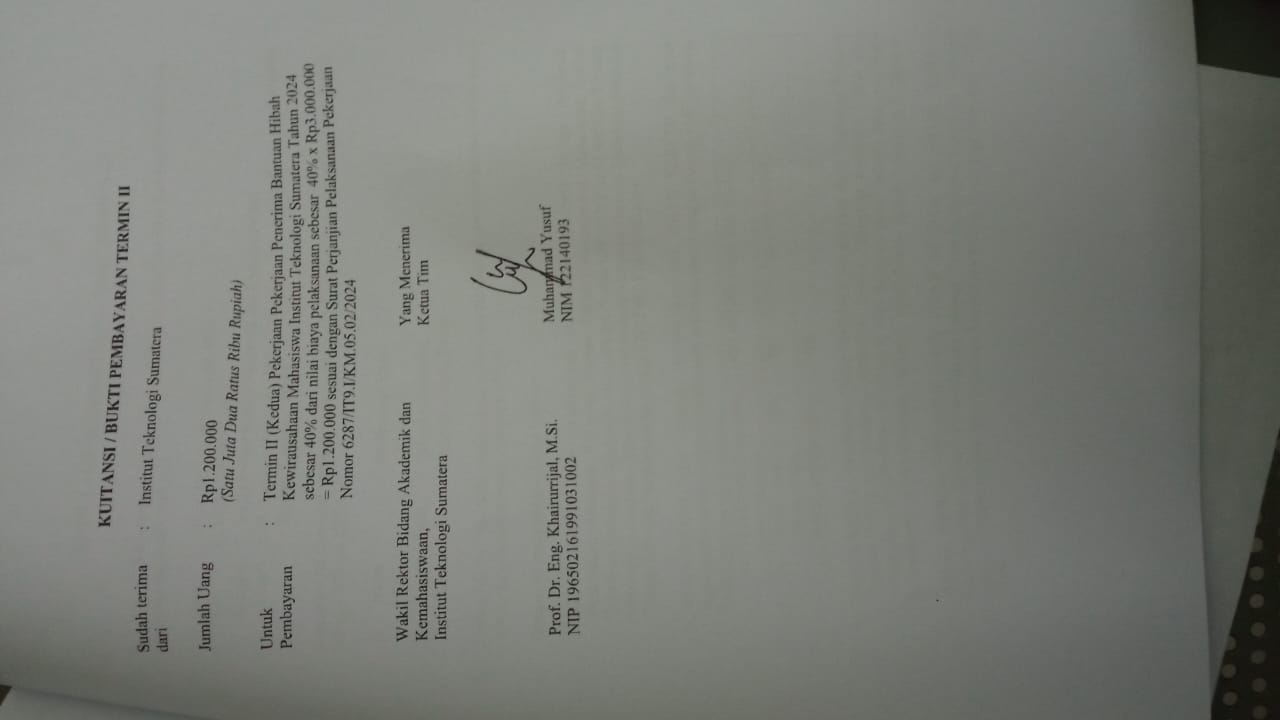 KUITANSI / BUKTI PEMBAYARAN TERMIN II
Sudah terima dari : Institut Teknologi Sumatera
Jumlah Uang : Rp1.200.000
(Satu Juta Dua Ratus Ribu Rupiah)
Untuk Pembayaran : Termin II (Kedua) Pekerjaan Pekerjaan Penerima Bantuan Hibah
Kewirausahaan Mahasiswa Institut Teknologi Sumatera Tahun 2024
sebesar 40% dari nilai biaya pelaksanaan sebesar 40% x Rp3.000.000
= Rp1.200.000 sesuai dengan Surat Perjanjian Pelaksanaan Pekerjaan
Nomor 6287/IT9.I/KM.05.02/2024
Wakil Rektor Bidang Akademik dan
Kemahasiswaan,
Institut Teknologi Sumatera
Prof. Dr. Eng. Khairurrijal, M.Si.
NIP 196502161991031002
Yang Menerima
Ketua Tim
Muhammad Yusuf
NIM 122140193